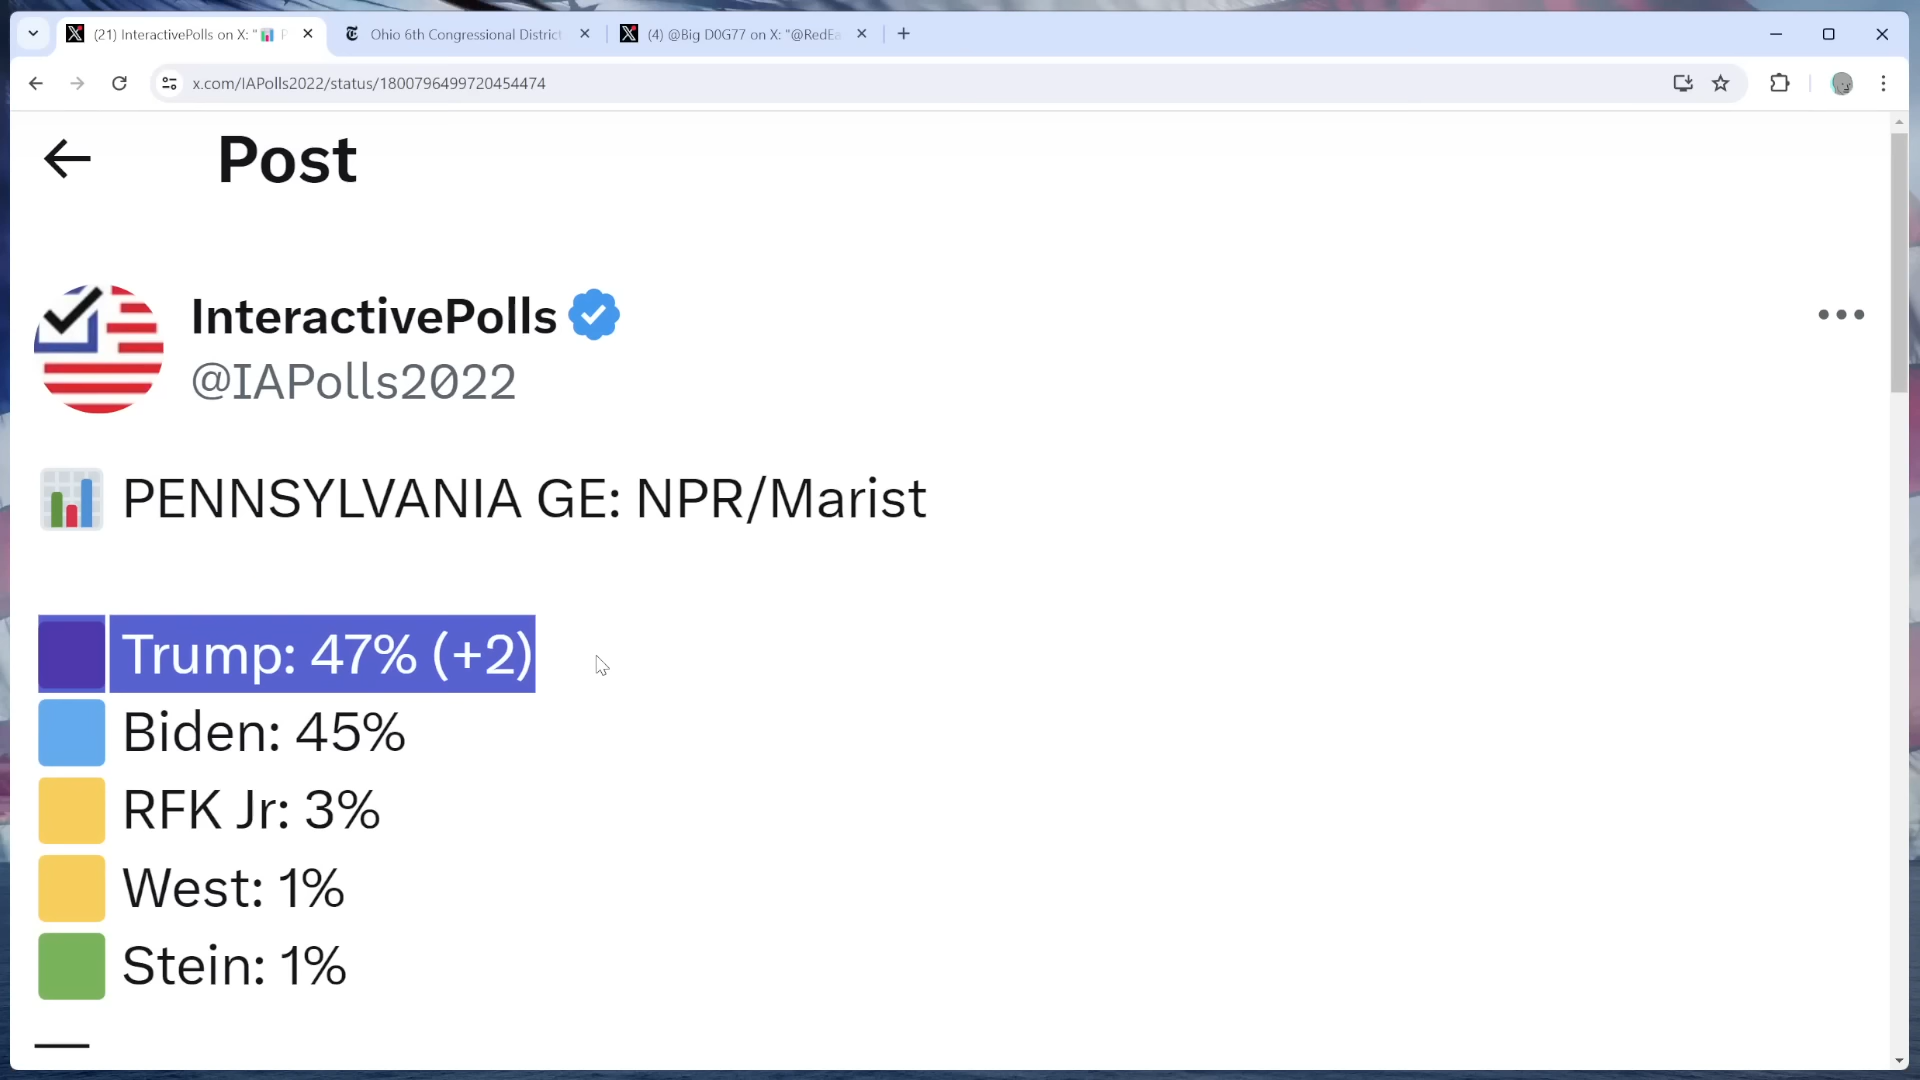 (21) InteractivePolls on X: "📊 P
Ohio 6th Congressional District
(4) @Big D0G77 on X: "@RedEa
x.com/IAPolls2022/status/1800796499720454474
Post
InteractivePolls
@IAPolls2022
📊 PENNSYLVANIA GE: NPR/Marist
Trump: 47% (+2)
Biden: 45%
RFK Jr: 3%
West: 1%
Stein: 1%
—